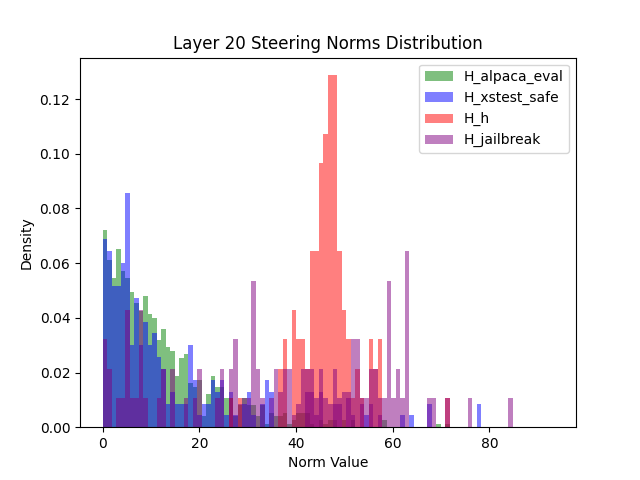 Layer 20 Steering Norms Distribution
H_alpaca_eval
H_xstest_safe
H_h
H_jailbreak
Density
0.12
0.10
0.08
0.06
0.04
0.02
0.00
0 20 40 60 80
Norm Value